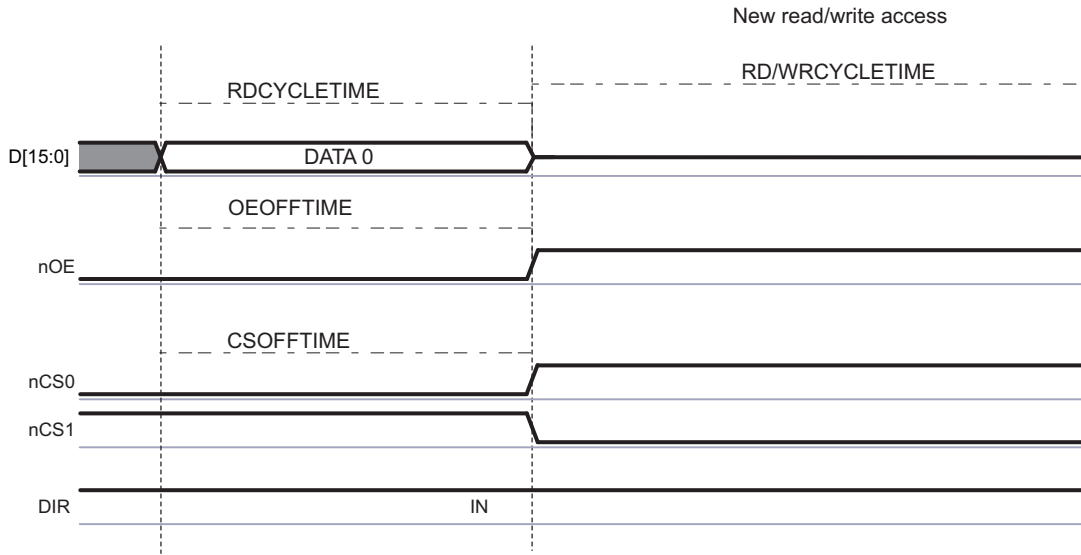 New read/write access
RD/WRCYCLETIME
RDCYCLETIME
D[15:0]
DATA 0
OEOFFTIME
nOE
CSOFFTIME
nCS0
nCS1
DIR
IN